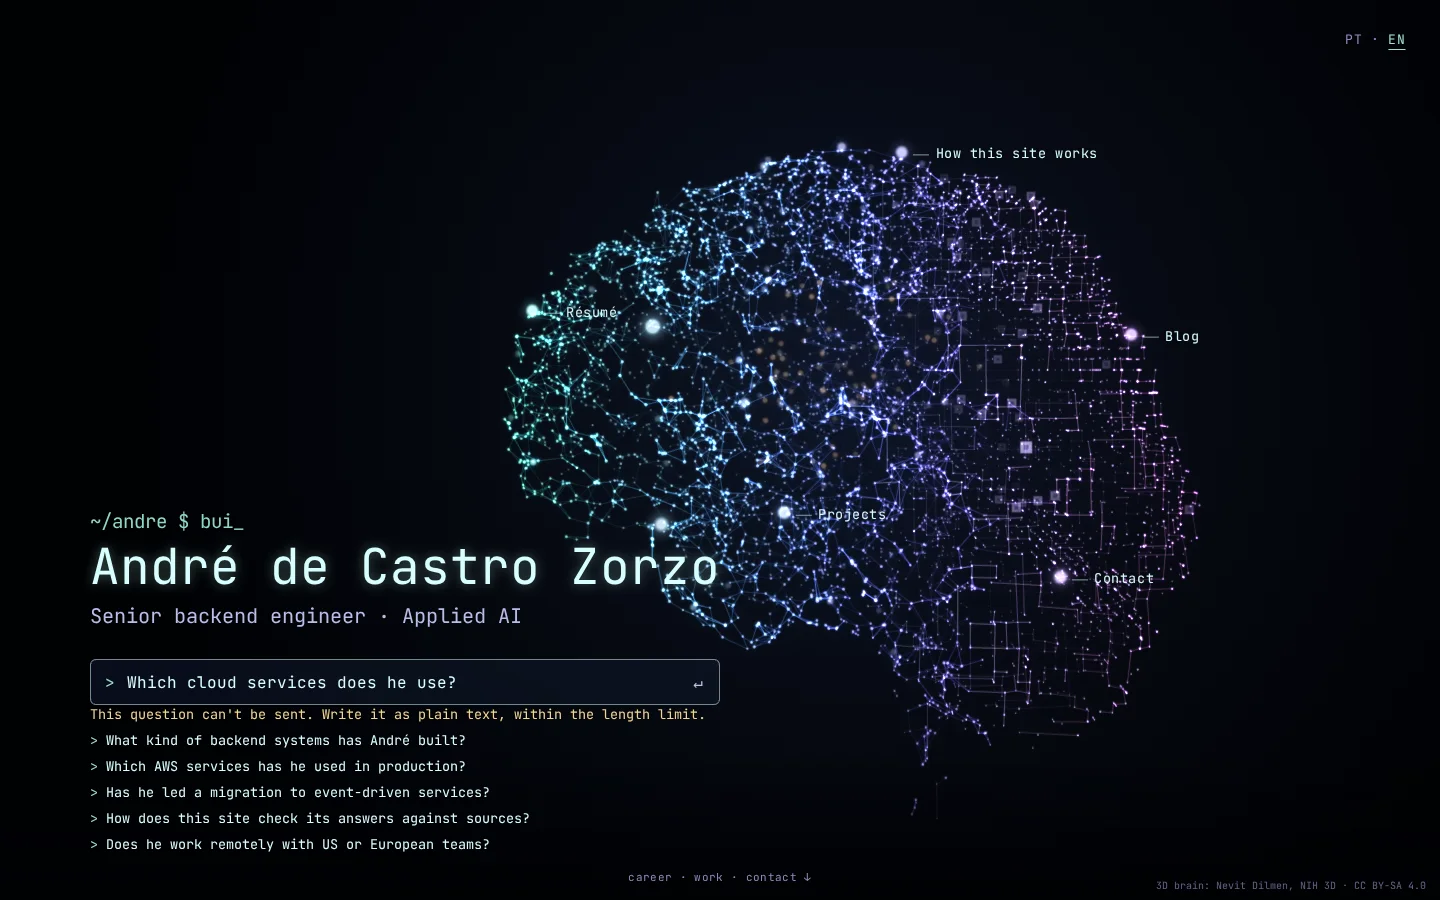 PT · EN
How this site works
Résumé
Blog
Projects
Contact
~/andre $ bui_
André de Castro Zorzo
Senior backend engineer · Applied AI
> Which cloud services does he use? ↵
This question can't be sent. Write it as plain text, within the length limit.
> What kind of backend systems has André built?
> Which AWS services has he used in production?
> Has he led a migration to event-driven services?
> How does this site check its answers against sources?
> Does he work remotely with US or European teams?
career · work · contact ↓
3D brain: Nevit Dilmen, NIH 3D · CC BY-SA 4.0